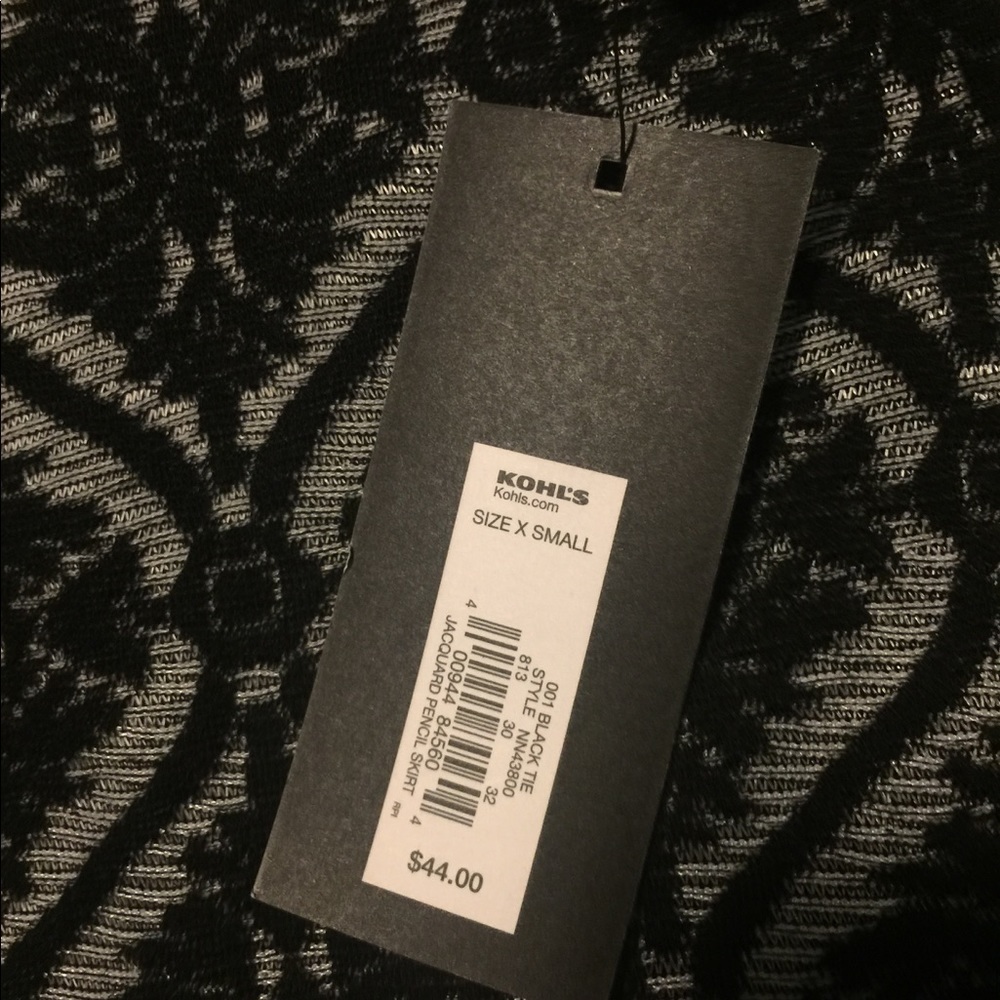 KOHL'S
Kohls.com
SIZE X SMALL
001 BLACK TIE
STYLE NN43800
813 30 32
4 00944 84560 4
JACQUARD PENCIL SKIRT
RPI
$44.00